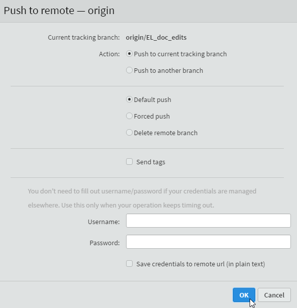 Push to remote — origin
Current tracking branch: origin/EL_doc_edits
Action: Push to current tracking branch
Push to another branch
Default push
Forced push
Delete remote branch
Send tags
You don't need to fill out username/password if your credentials are managed
elsewhere. Use this only when your operation keeps timing out.
Username:
Password:
Save credentials to remote url (in plain text)
OK Cancel